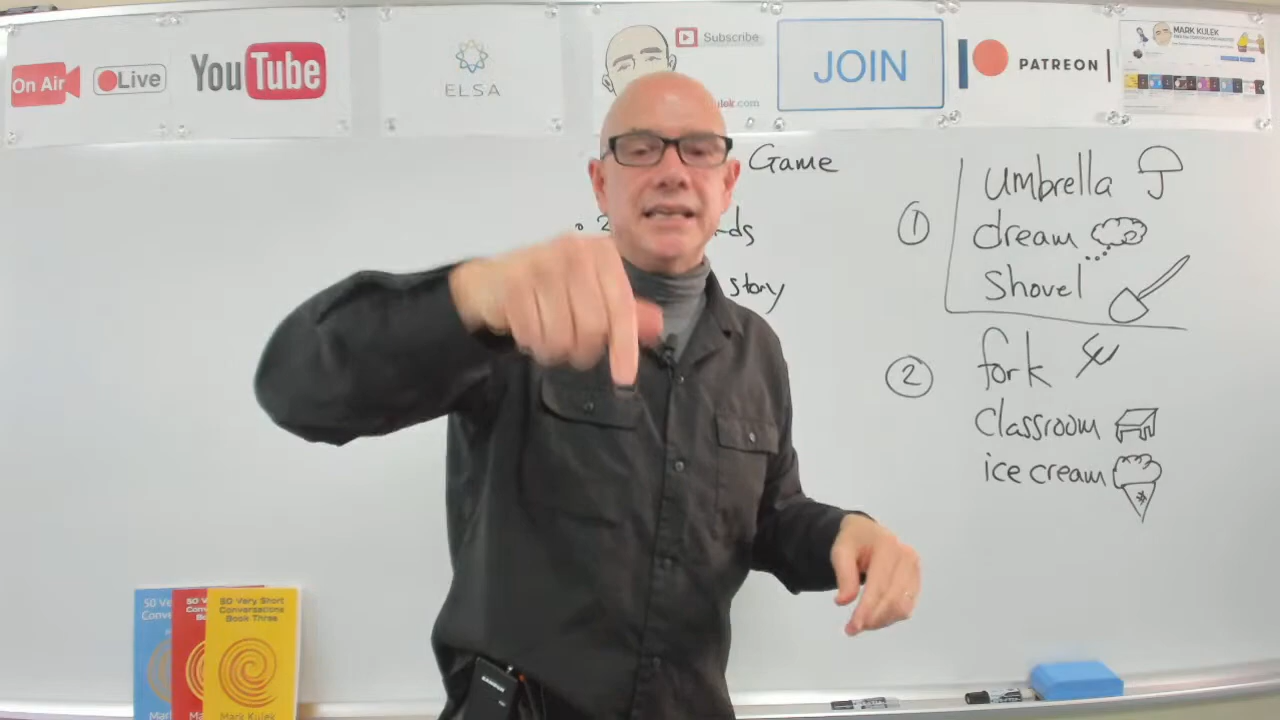 On Air
Live
YouTube
ELSA
Subscribe
JOIN
PATREON
MARK KULEK
Game
story
① umbrella
dream
Shovel
② fork
Classroom
ice cream
50 Very Short
Conversations
Book Three
Mark Kulek